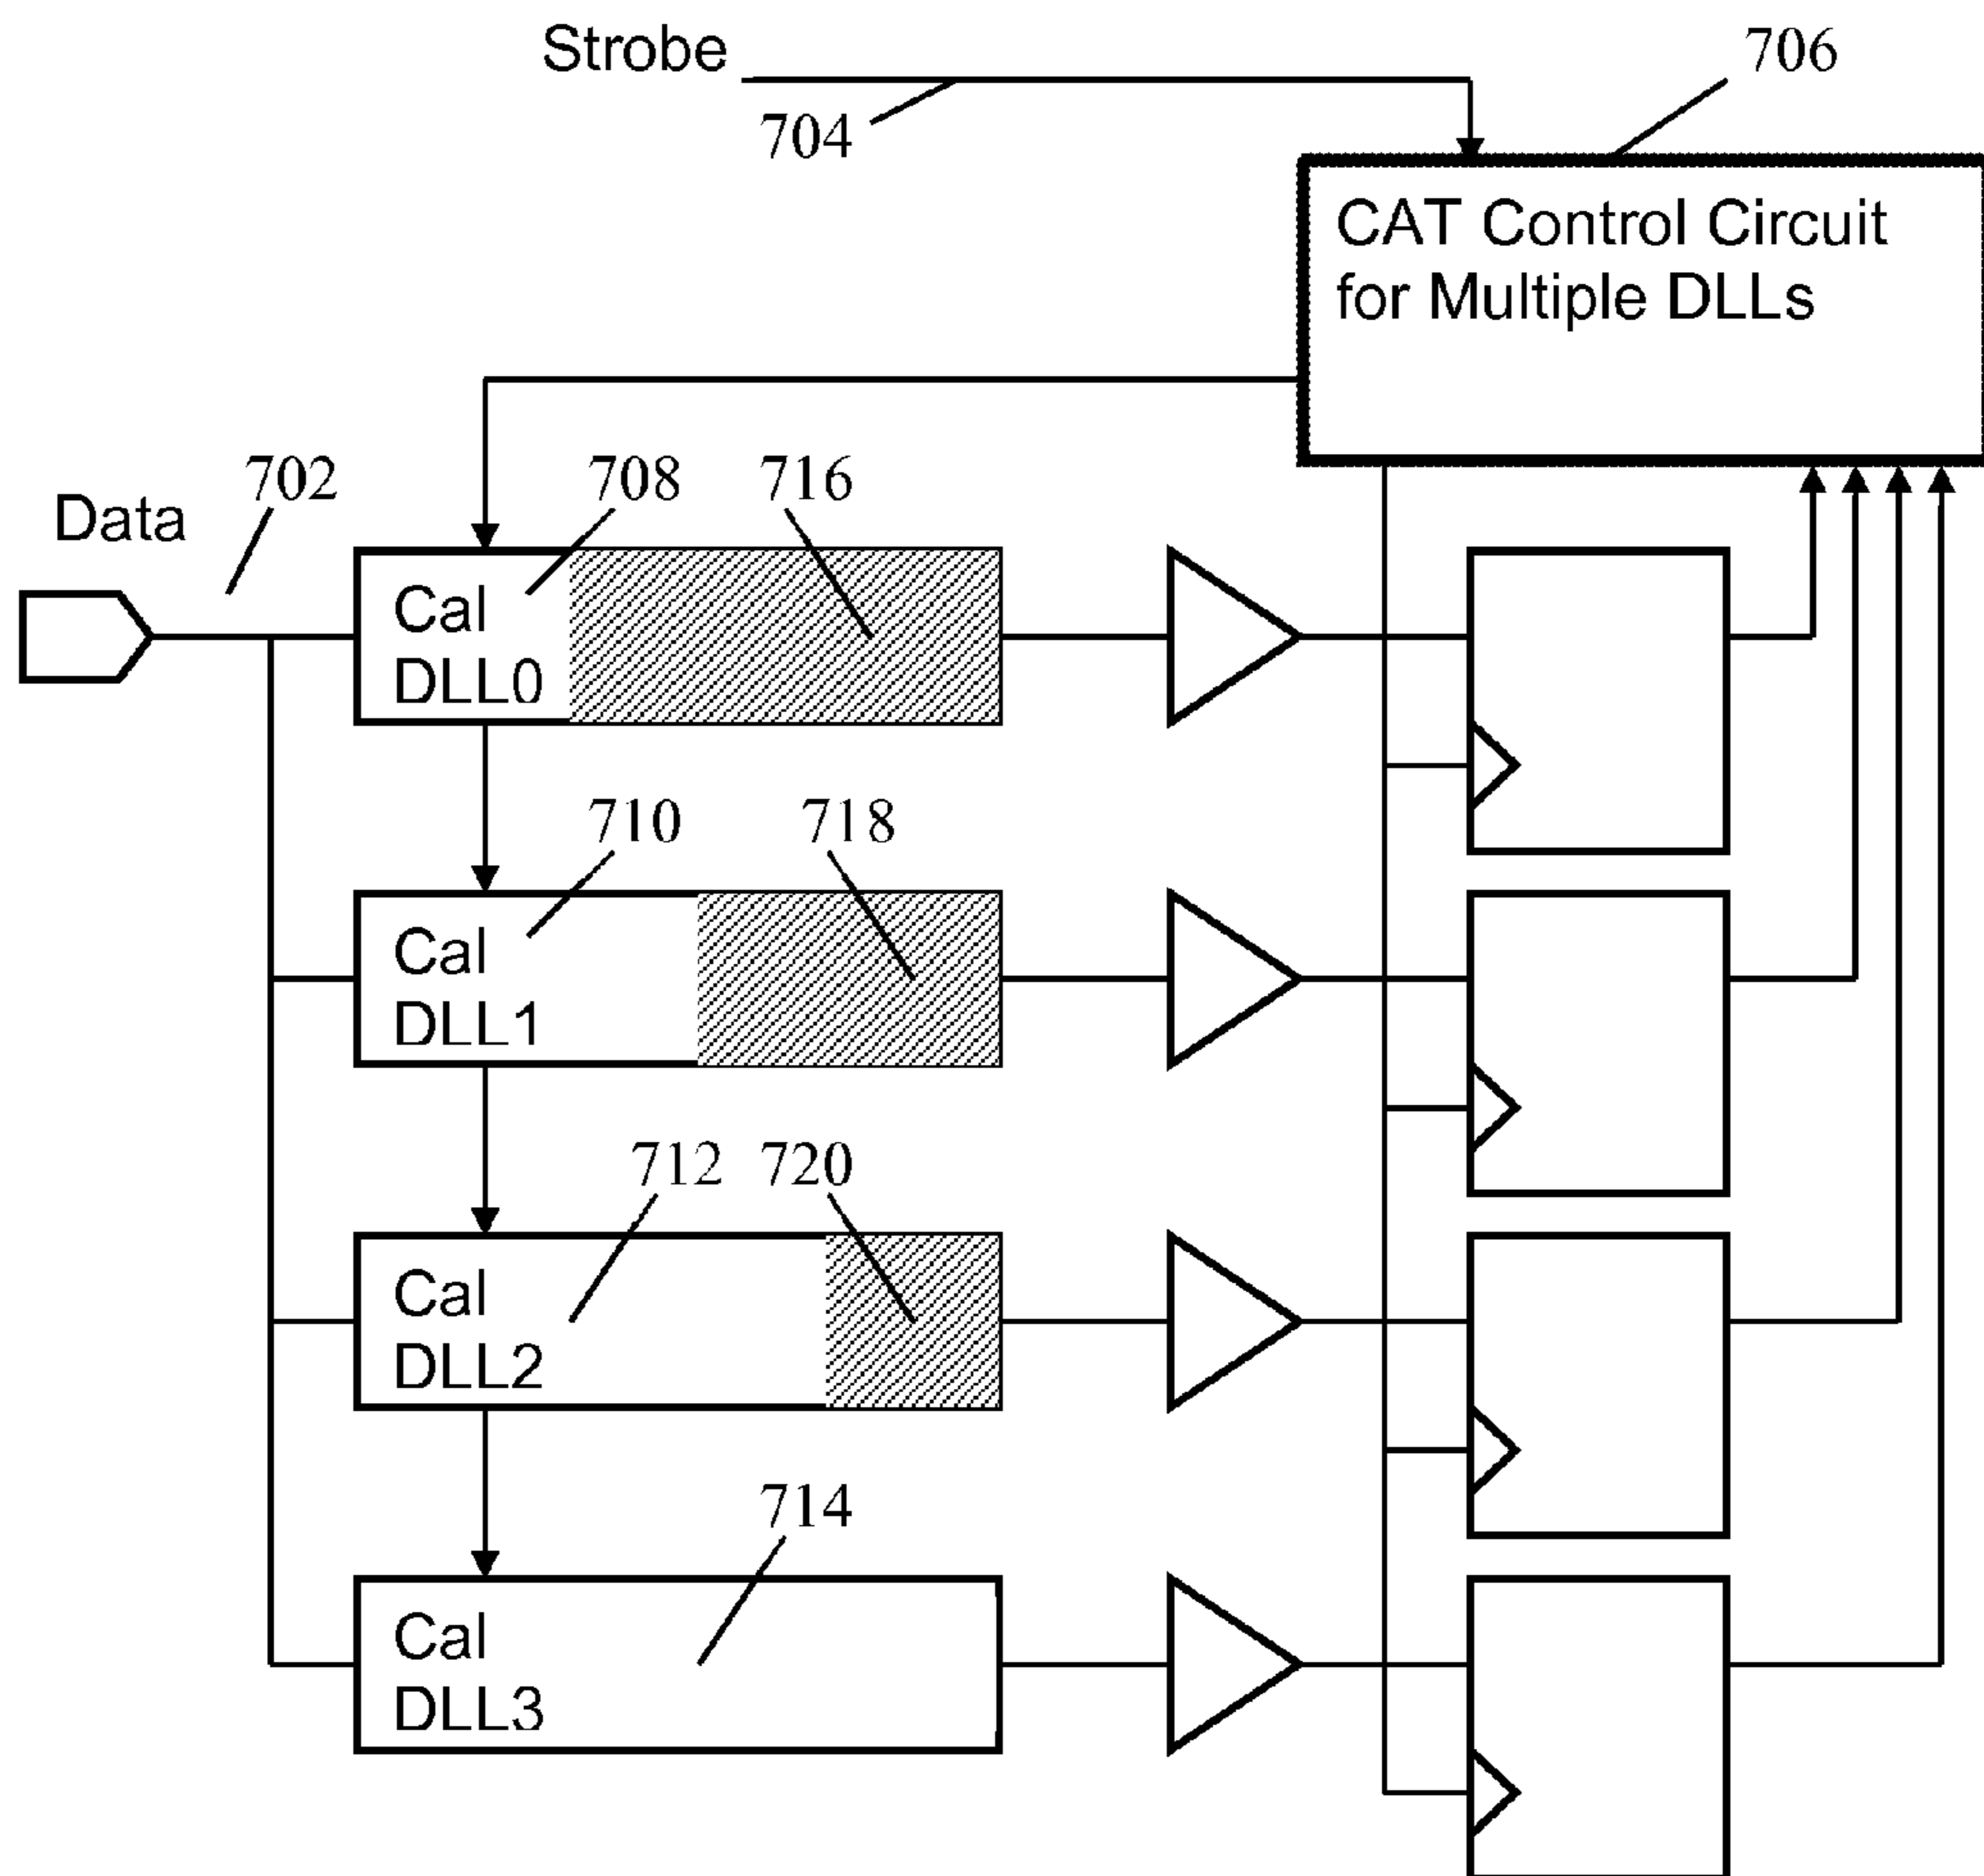 Strobe
706
704
CAT Control Circuit
for Multiple DLLs
702
708
716
Data
Cal
DLL0
710
718
Cal
DLL1
712
720
Cal
DLL2
714
Cal
DLL3